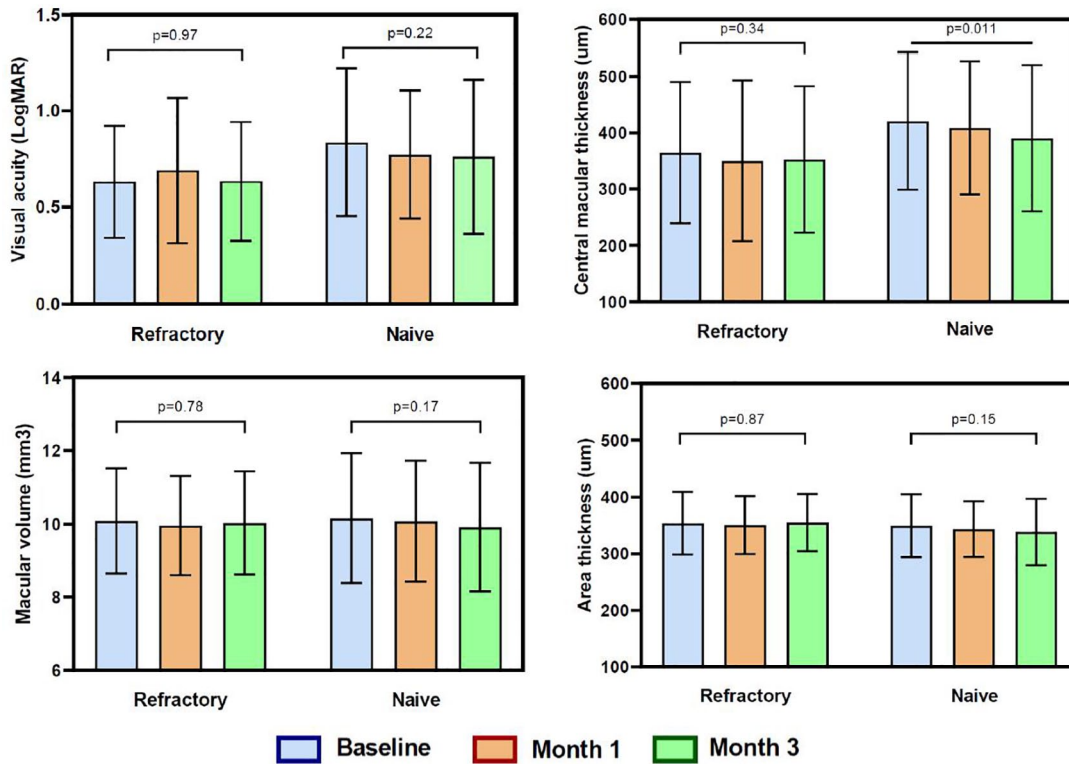 Visual acuity (LogMAR)
1.5
1.0
0.5
0.0
p=0.97
p=0.22
Refractory
Naive
Central macular thickness (um)
600
500
400
300
200
100
p=0.34
p=0.011
Refractory
Naive
Macular volume (mm3)
14
12
10
8
6
p=0.78
p=0.17
Refractory
Naive
Area thickness (um)
600
500
400
300
200
100
p=0.87
p=0.15
Refractory
Naive
Baseline
Month 1
Month 3